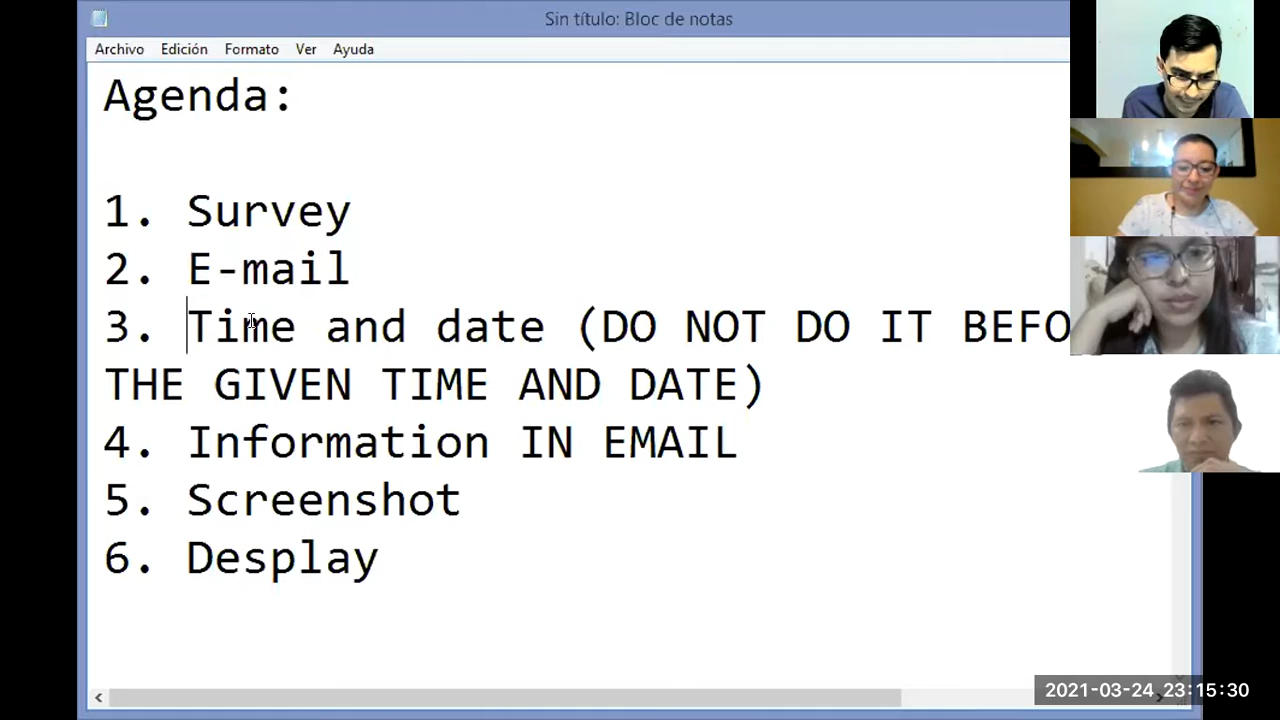 Sin título: Bloc de notas
Archivo Edición Formato Ver Ayuda
Agenda:
1. Survey
2. E-mail
3. Time and date (DO NOT DO IT BEFO
THE GIVEN TIME AND DATE)
4. Information IN EMAIL
5. Screenshot
6. Desplay
2021-03-24 23:15:30